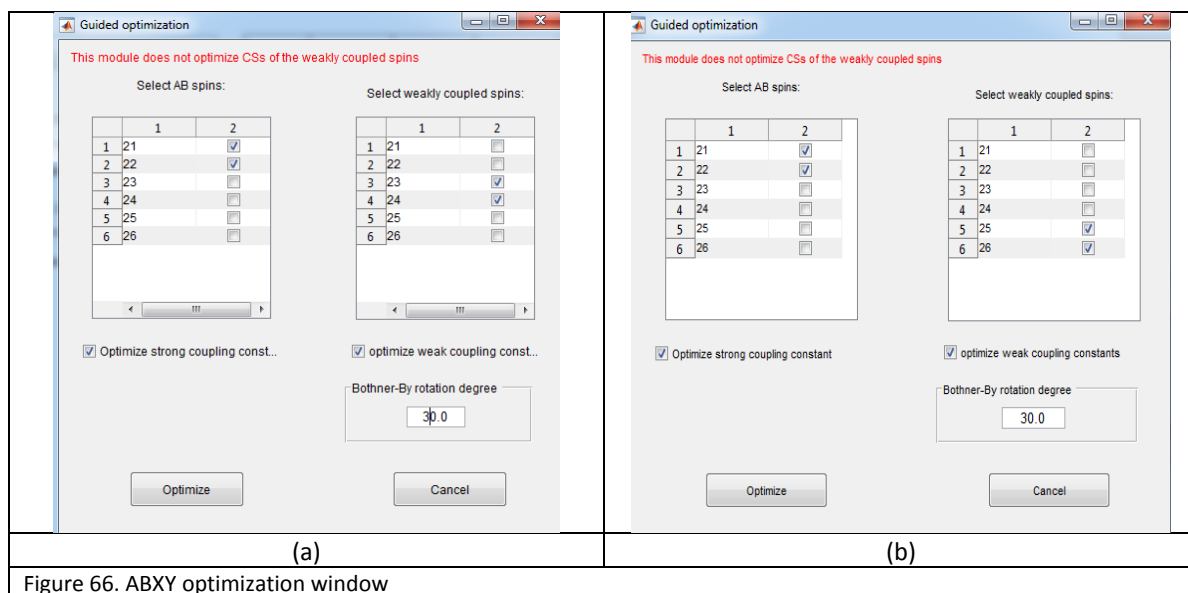 Guided optimization
This module does not optimize CSs of the weakly coupled spins
Select AB spins:
Select weakly coupled spins:
1 2
1 21
2 22
3 23
4 24
5 25
6 26
1 2
1 21
2 22
3 23
4 24
5 25
6 26
Optimize strong coupling const...
optimize weak coupling const...
Bothner-By rotation degree
30.0
Optimize
Cancel
(a)
Guided optimization
This module does not optimize CSs of the weakly coupled spins
Select AB spins:
Select weakly coupled spins:
1 2
1 21
2 22
3 23
4 24
5 25
6 26
1 2
1 21
2 22
3 23
4 24
5 25
6 26
Optimize strong coupling constant
optimize weak coupling constants
Bothner-By rotation degree
30.0
Optimize
Cancel
(b)
Figure 66. ABXY optimization window